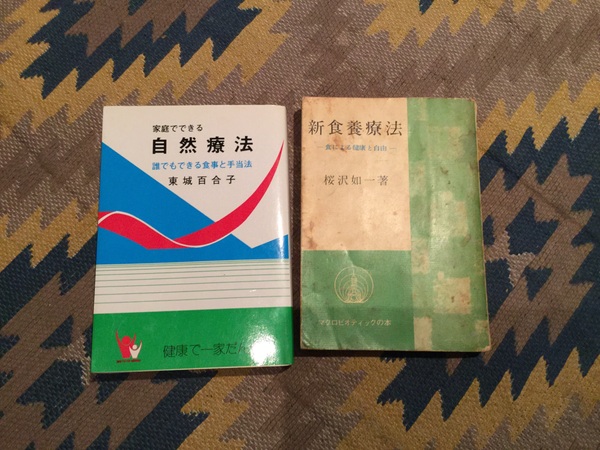 家庭でできる
自然療法
誰でもできる食事と手当法
東城百合子
健康で一家だん
新食養療法
桜沢如一著
マクロビオティックの本